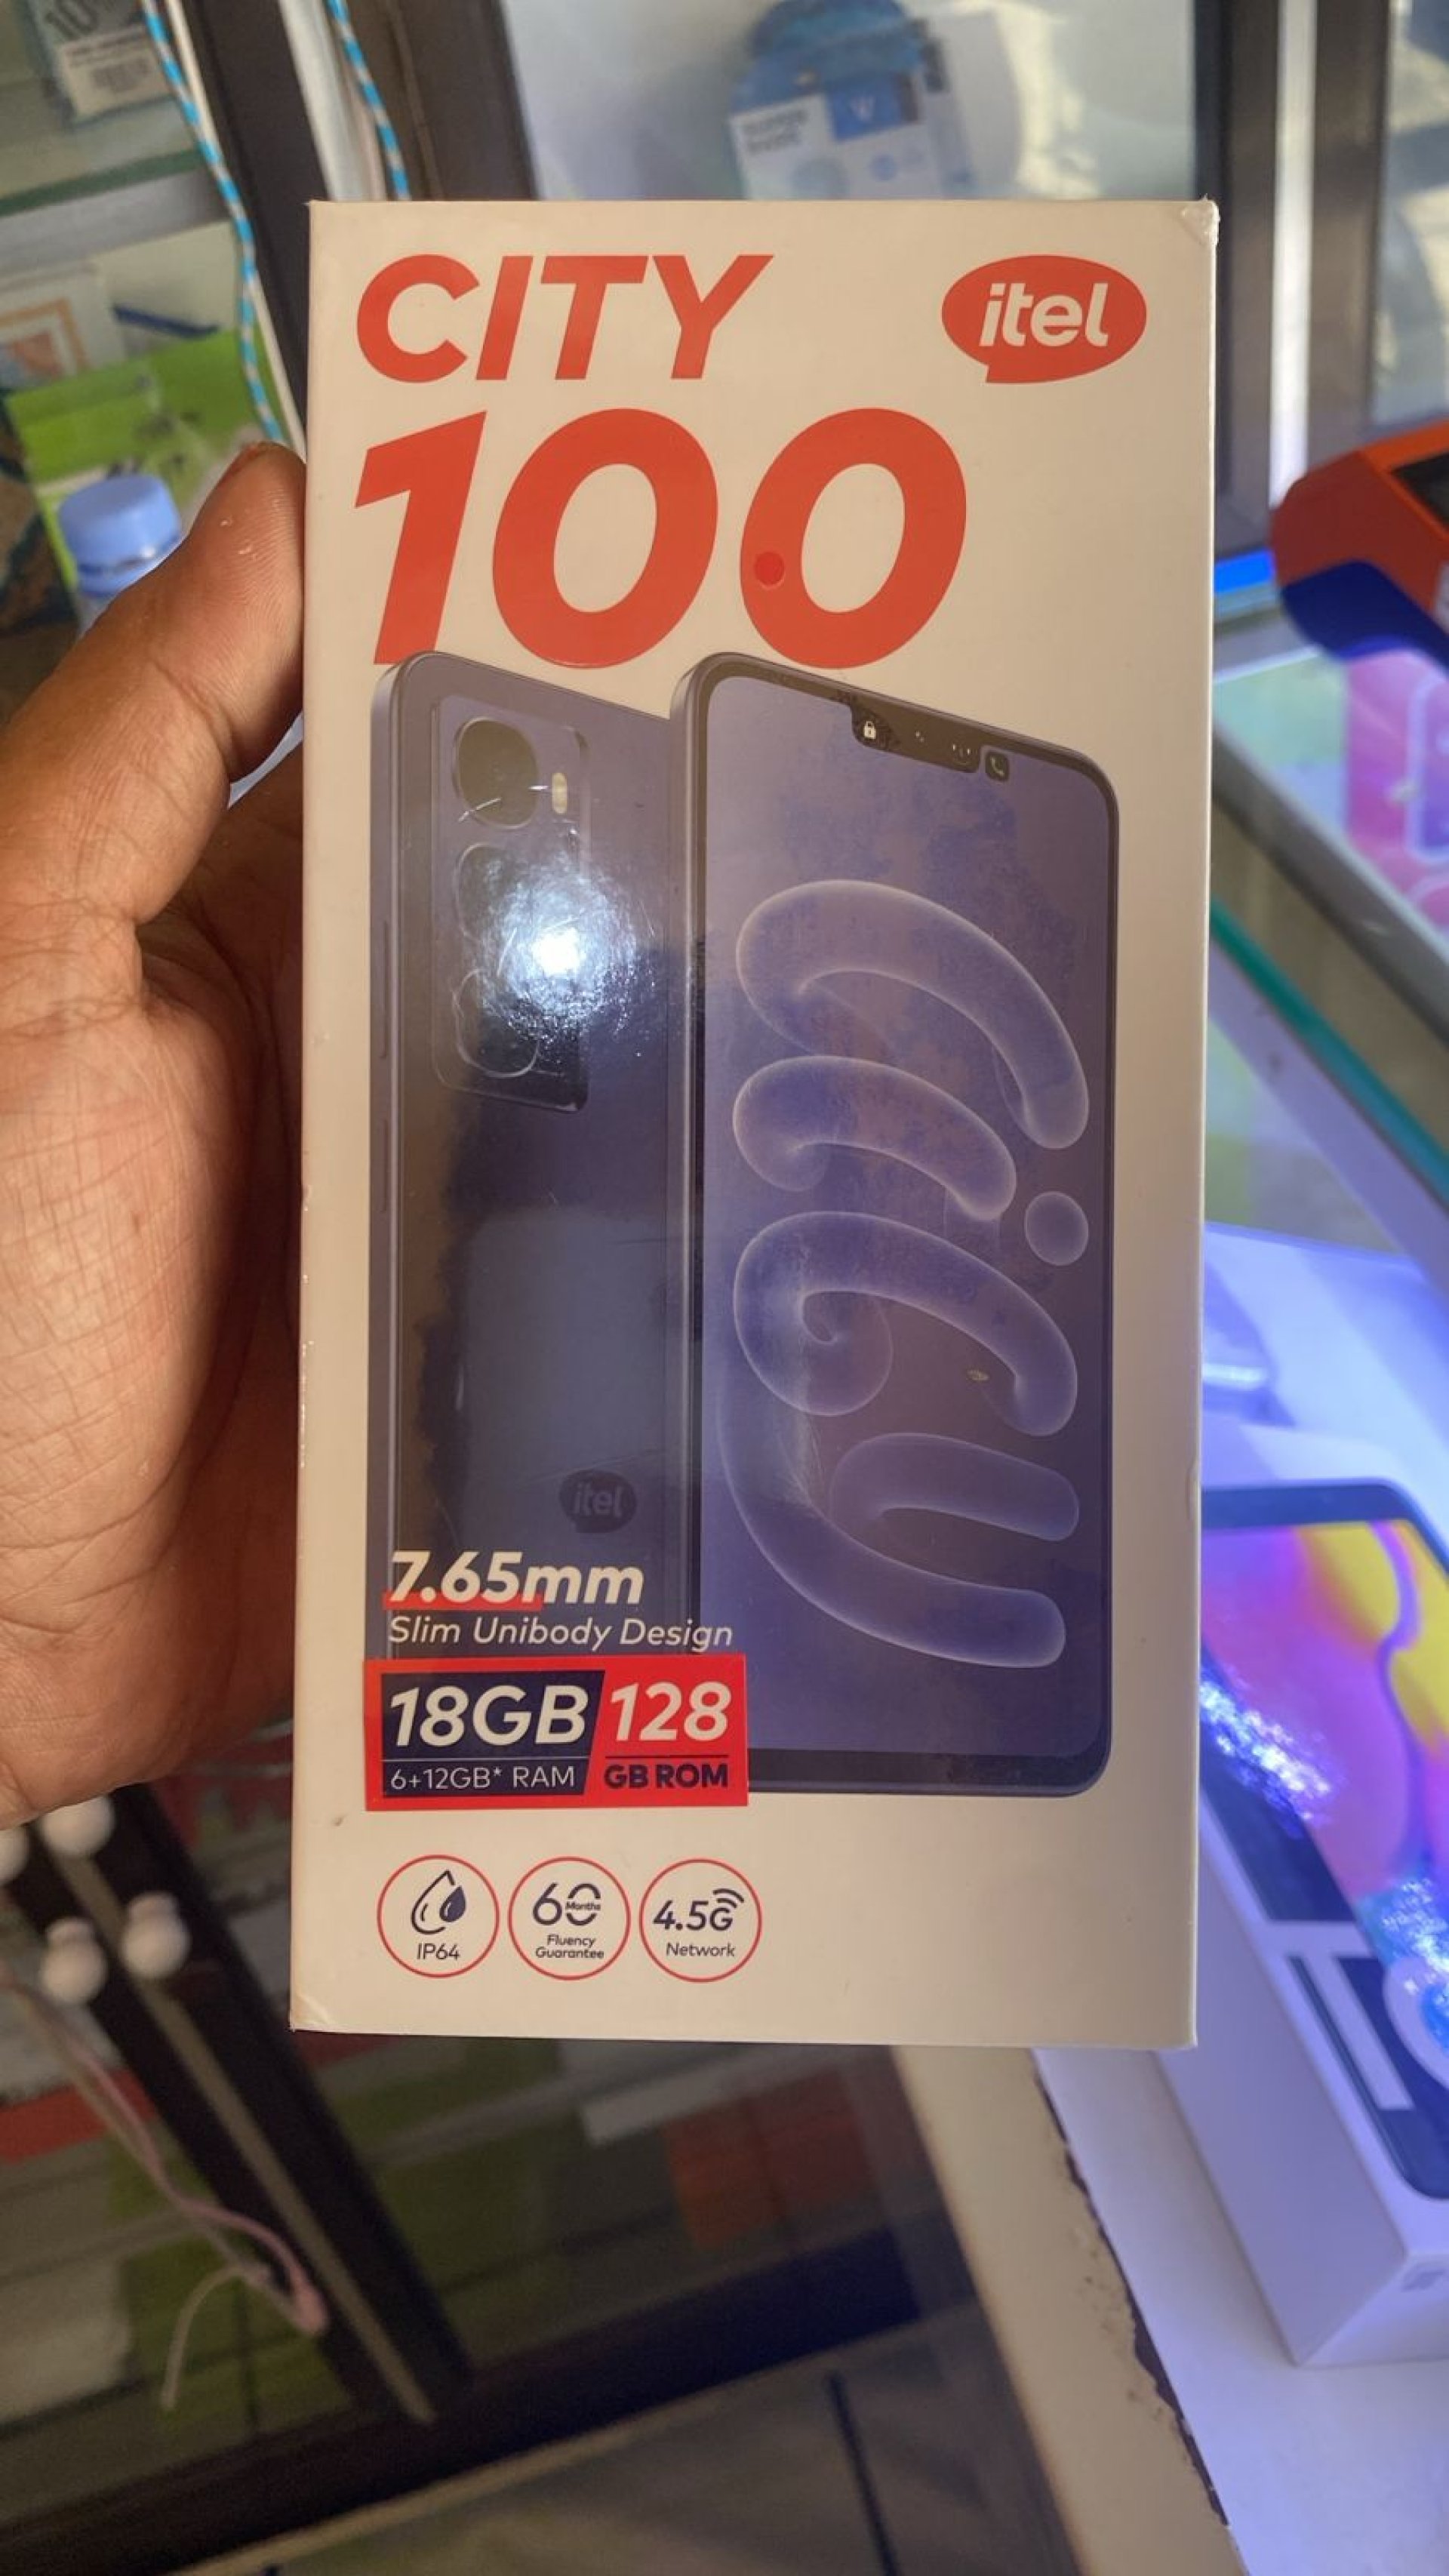 CITY
itel
100
itel
7.65mm
Slim Unibody Design
18GB 128
6+12GB* RAM GB ROM
IP64
60 Months
Fluency
Guarantee
4.5G
Network